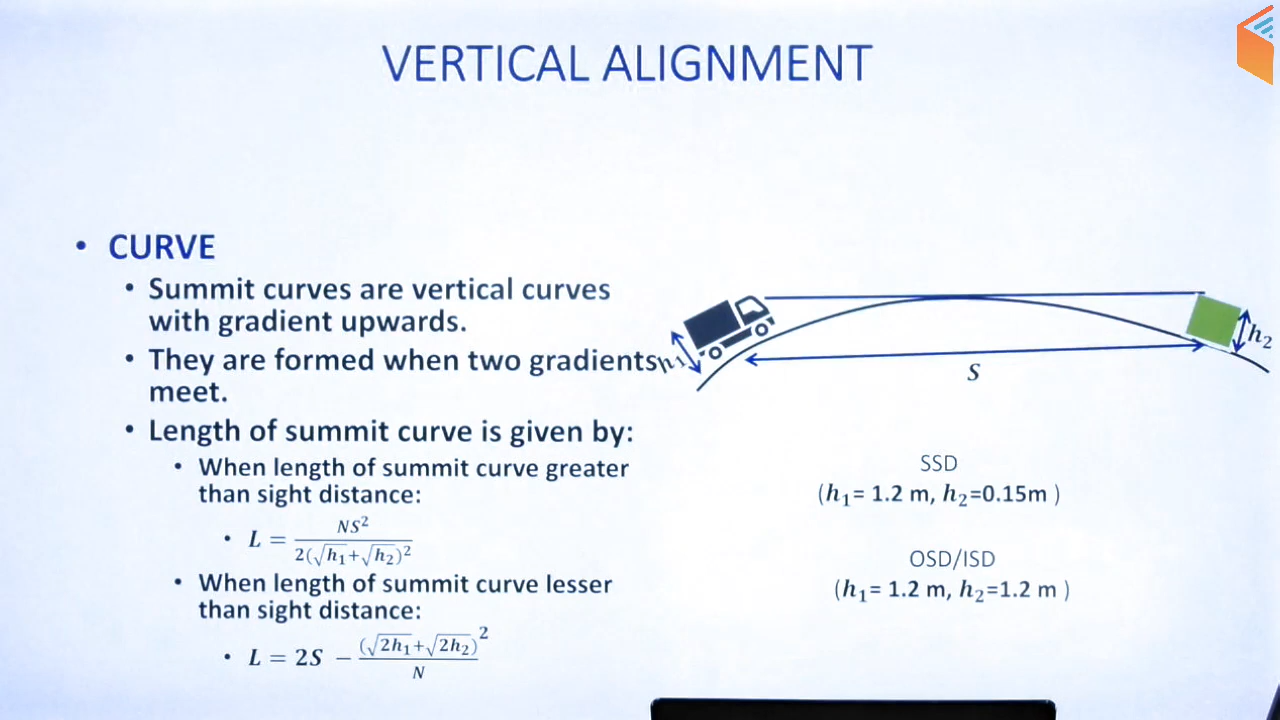 VERTICAL ALIGNMENT
• CURVE
• Summit curves are vertical curves
with gradient upwards.
• They are formed when two gradients
meet.
• Length of summit curve is given by:
• When length of summit curve greater
than sight distance:
• L = NS² / 2(√h₁+√h₂)²
• When length of summit curve lesser
than sight distance:
• L = 2S − (√2h₁+√2h₂)² / N
h₁
S
h₂
SSD
(h₁= 1.2 m, h₂=0.15m )
OSD/ISD
(h₁= 1.2 m, h₂=1.2 m )